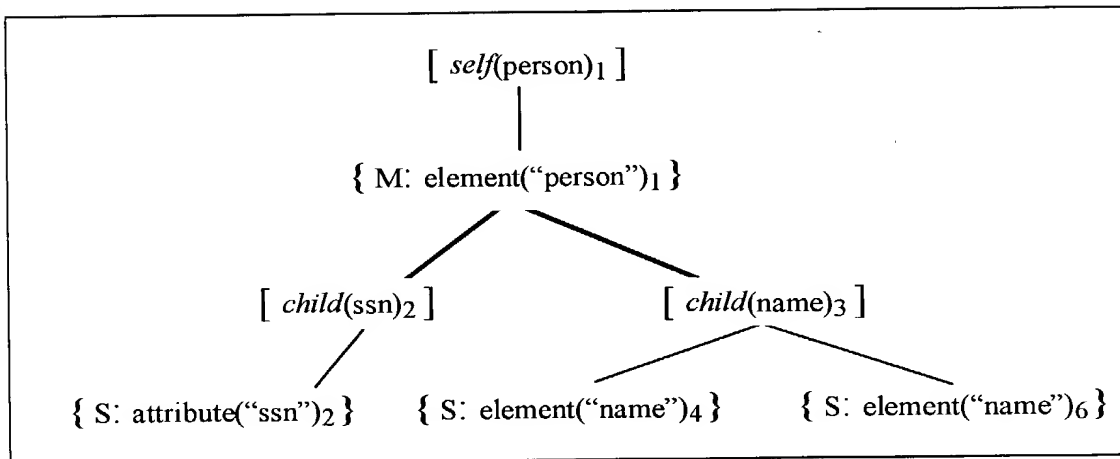 [ self(person)1 ]
{ M: element(“person”)1 }
[ child(ssn)2 ] [ child(name)3 ]
{ S: attribute(“ssn”)2 } { S: element(“name”)4 } { S: element(“name”)6 }